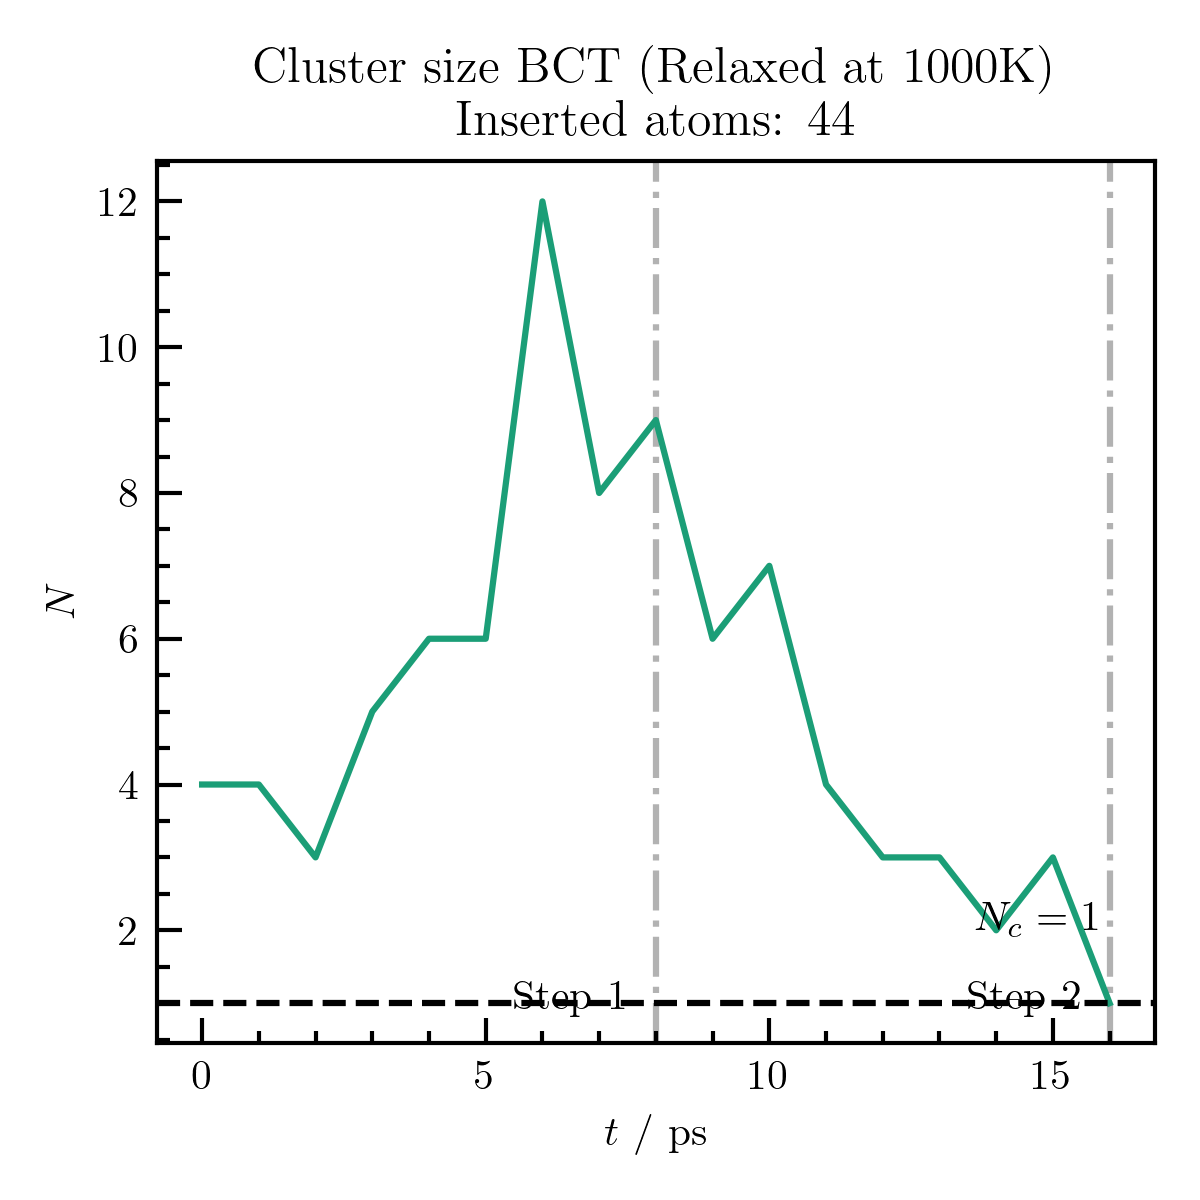 Cluster size BCT (Relaxed at 1000K)
Inserted atoms: 44
12
10
8
6
4
2
N
N_c = 1
Step 1
Step 2
0 5 10 15
t / ps